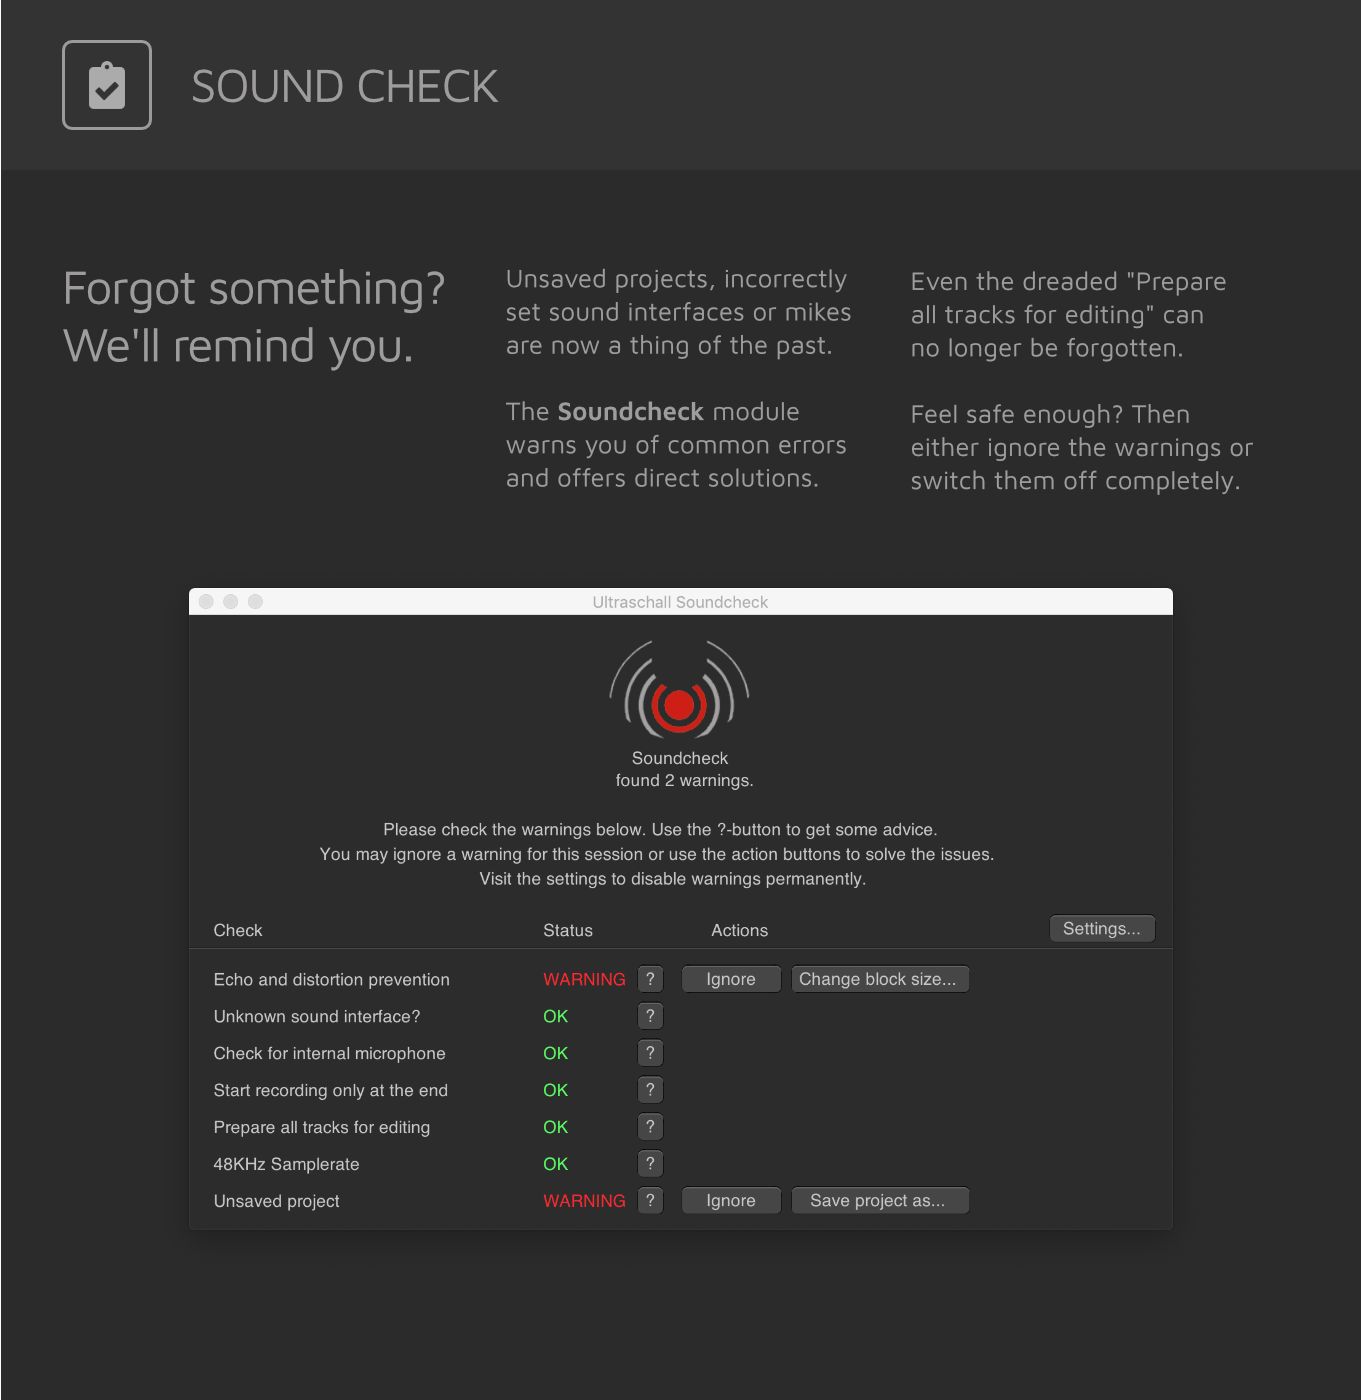 SOUND CHECK
Forgot something?
We'll remind you.
Unsaved projects, incorrectly
set sound interfaces or mikes
are now a thing of the past.
The Soundcheck module
warns you of common errors
and offers direct solutions.
Even the dreaded "Prepare
all tracks for editing" can
no longer be forgotten.
Feel safe enough? Then
either ignore the warnings or
switch them off completely.
Ultraschall Soundcheck
Soundcheck
found 2 warnings.
Please check the warnings below. Use the ?-button to get some advice.
You may ignore a warning for this session or use the action buttons to solve the issues.
Visit the settings to disable warnings permanently.
Check Status Actions Settings...
Echo and distortion prevention WARNING ? Ignore Change block size...
Unknown sound interface? OK ?
Check for internal microphone OK ?
Start recording only at the end OK ?
Prepare all tracks for editing OK ?
48KHz Samplerate OK ?
Unsaved project WARNING ? Ignore Save project as...